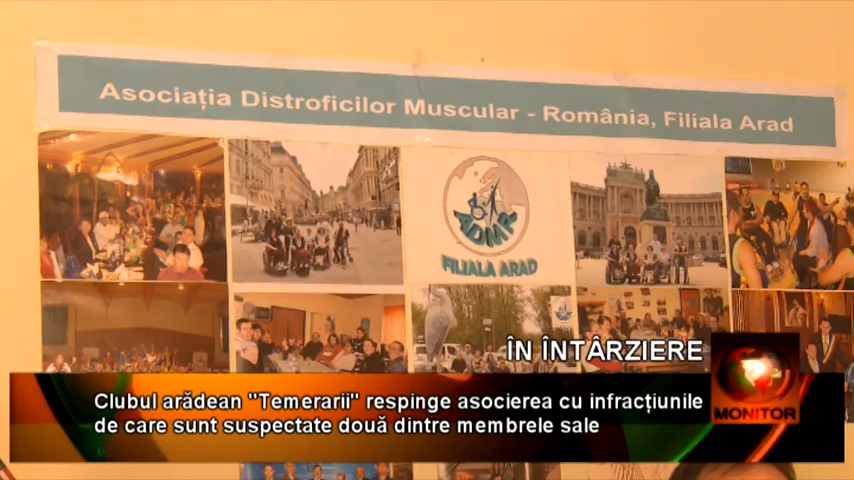 Asociația Distroficilor Muscular - România, Filiala Arad
ADMR
FILIALA ARAD
ÎN ÎNTÂRZIERE
Clubul arădean "Temerarii" respinge asocierea cu infracțiunile
de care sunt suspectate două dintre membrele sale
MONITOR